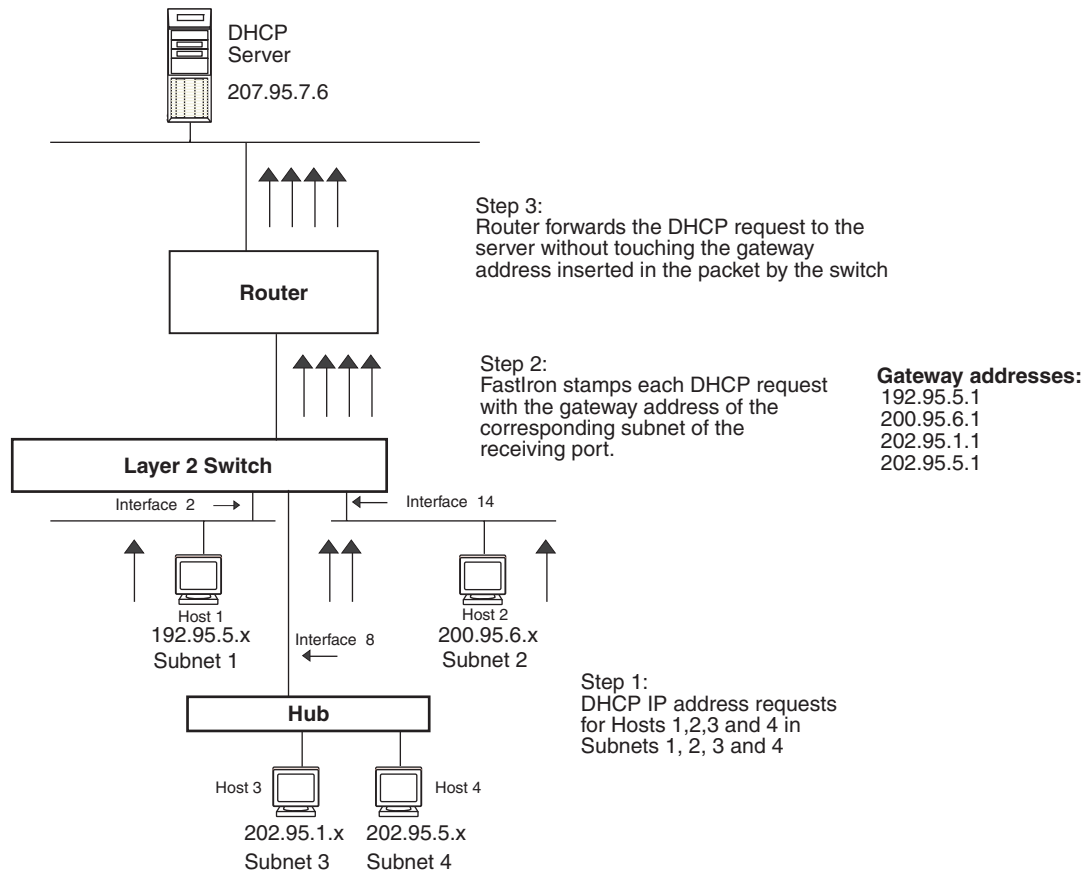 DHCP
Server
207.95.7.6
Step 3:
Router forwards the DHCP request to the
server without touching the gateway
address inserted in the packet by the switch
Router
Step 2:
FastIron stamps each DHCP request
with the gateway address of the
corresponding subnet of the
receiving port.
Gateway addresses:
192.95.5.1
200.95.6.1
202.95.1.1
202.95.5.1
Layer 2 Switch
Interface 2
Interface 14
Host 1
192.95.5.x
Subnet 1
Interface 8
Host 2
200.95.6.x
Subnet 2
Step 1:
DHCP IP address requests
for Hosts 1,2,3 and 4 in
Subnets 1, 2, 3 and 4
Hub
Host 3
Host 4
202.95.1.x
Subnet 3
202.95.5.x
Subnet 4